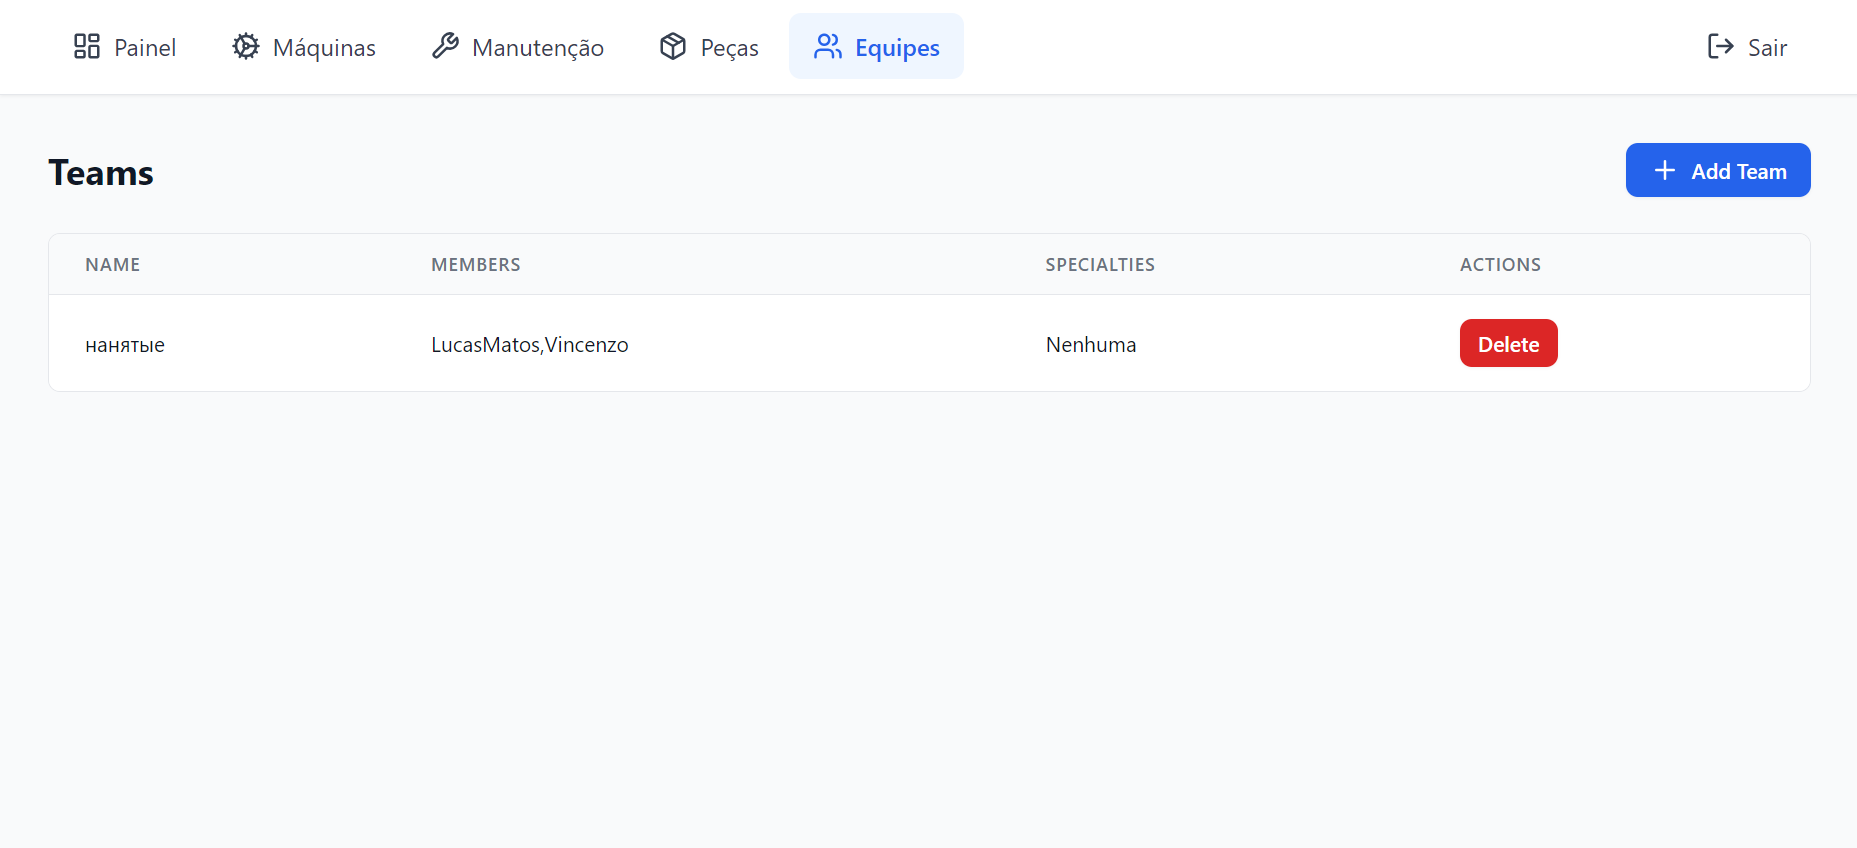 Painel Máquinas Manutenção Peças Equipes Sair
Teams Add Team
NAME MEMBERS SPECIALTIES ACTIONS
нанятые LucasMatos,Vincenzo Nenhuma Delete